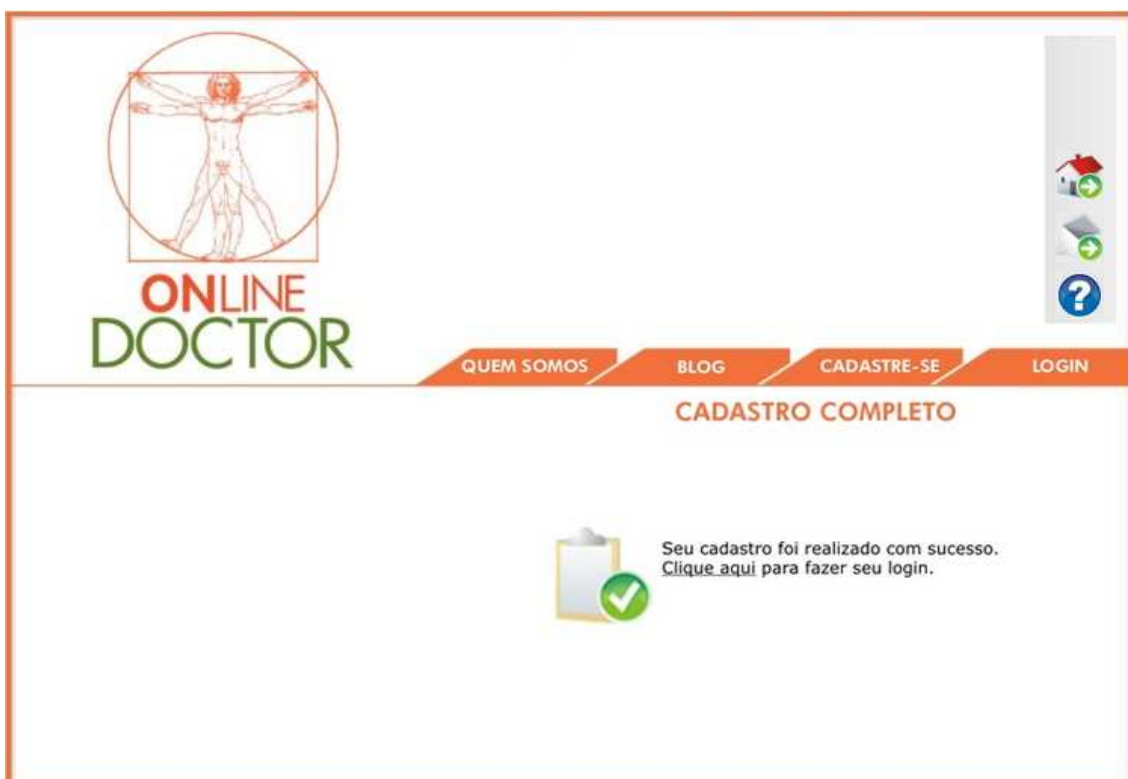 ONLINE
DOCTOR
QUEM SOMOS
BLOG
CADASTRE-SE
LOGIN
CADASTRO COMPLETO
Seu cadastro foi realizado com sucesso.
Clique aqui para fazer seu login.